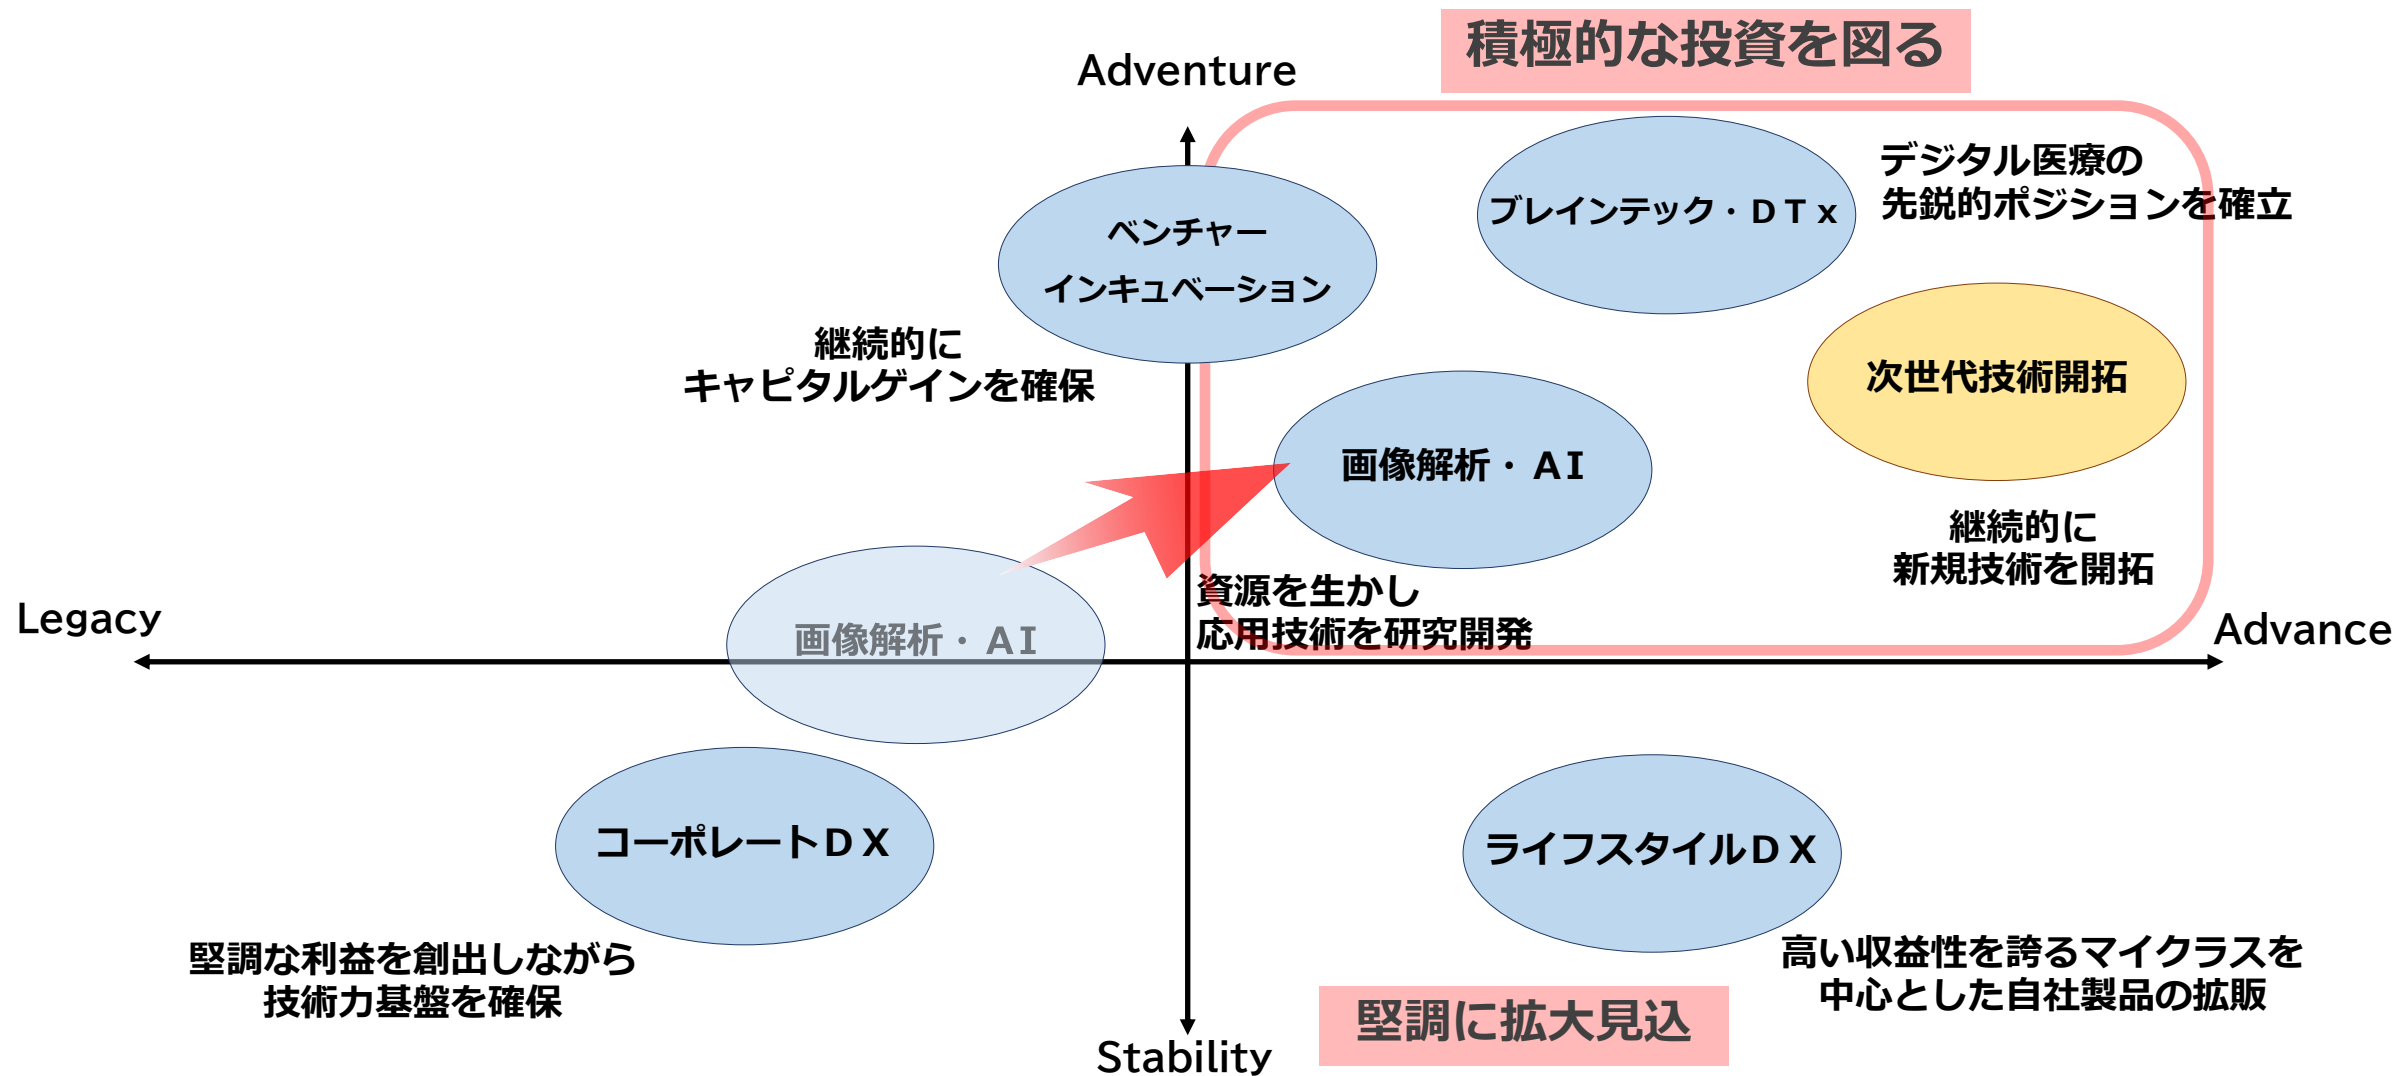 積極的な投資を図る
Adventure
ブレインテック・ＤＴｘ
デジタル医療の
先鋭的ポジションを確立
ベンチャー
インキュベーション
継続的に
キャピタルゲインを確保
次世代技術開拓
画像解析・ＡＩ
継続的に
新規技術を開拓
資源を生かし
応用技術を研究開発
Legacy
画像解析・ＡＩ
Advance
コーポレートＤＸ
ライフスタイルＤＸ
堅調な利益を創出しながら
技術力基盤を確保
高い収益性を誇るマイクラスを
中心とした自社製品の拡販
堅調に拡大見込
Stability